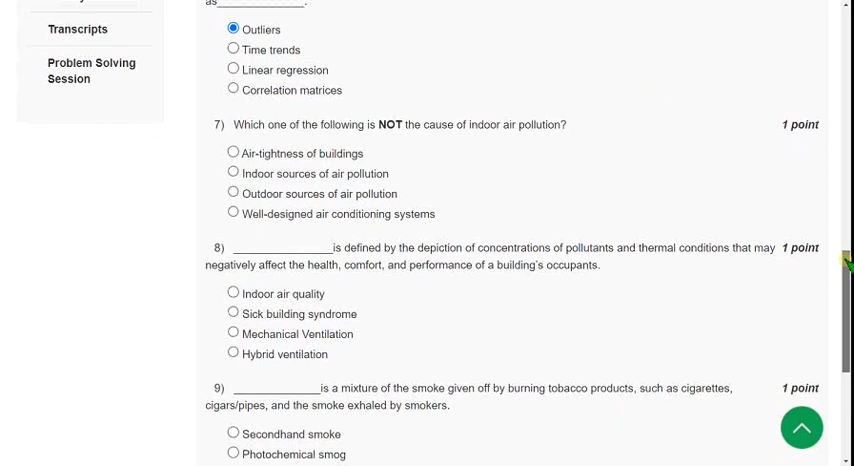 as______________.
Transcripts
Outliers
Time trends
Problem Solving
Session
Linear regression
Correlation matrices
7) Which one of the following is NOT the cause of indoor air pollution? 1 point
Air-tightness of buildings
Indoor sources of air pollution
Outdoor sources of air pollution
Well-designed air conditioning systems
8) ________________is defined by the depiction of concentrations of pollutants and thermal conditions that may 1 point
negatively affect the health, comfort, and performance of a building's occupants.
Indoor air quality
Sick building syndrome
Mechanical Ventilation
Hybrid ventilation
9) ______________is a mixture of the smoke given off by burning tobacco products, such as cigarettes, 1 point
cigars/pipes, and the smoke exhaled by smokers.
Secondhand smoke
Photochemical smog